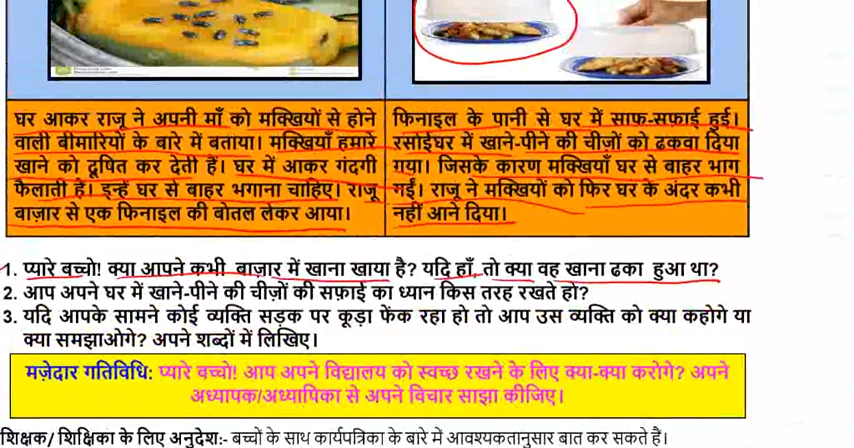 घर आकर राजू ने अपनी माँ को मक्खियों से होने
वाली बीमारियों के बारे में बताया। मक्खियाँ हमारे
खाने को दूषित कर देती हैं। घर में आकर गंदगी
फैलाती हैं। इन्हें घर से बाहर भगाना चाहिए। राजू
बाज़ार से एक फिनाइल की बोतल लेकर आया।
फिनाइल के पानी से घर में साफ-सफ़ाई हुई।
रसोईघर में खाने-पीने की चीज़ों को ढकवा दिया
गया। जिसके कारण मक्खियाँ घर से बाहर भाग
गईं। राजू ने मक्खियों को फिर घर के अंदर कभी
नहीं आने दिया।
1. प्यारे बच्चो! क्या आपने कभी बाज़ार में खाना खाया है? यदि हाँ, तो क्या वह खाना ढका हुआ था?
2. आप अपने घर में खाने-पीने की चीज़ों की सफ़ाई का ध्यान किस तरह रखते हो?
3. यदि आपके सामने कोई व्यक्ति सड़क पर कूड़ा फेंक रहा हो तो आप उस व्यक्ति को क्या कहोगे या
क्या समझाओगे? अपने शब्दों में लिखिए।
मज़ेदार गतिविधि: प्यारे बच्चो! आप अपने विद्यालय को स्वच्छ रखने के लिए क्या-क्या करोगे? अपने
अध्यापक/अध्यापिका से अपने विचार साझा कीजिए।
शिक्षक/ शिक्षिका के लिए अनुदेश:- बच्चों के साथ कार्यपत्रिका के बारे में आवश्यकतानुसार बात कर सकते हैं।